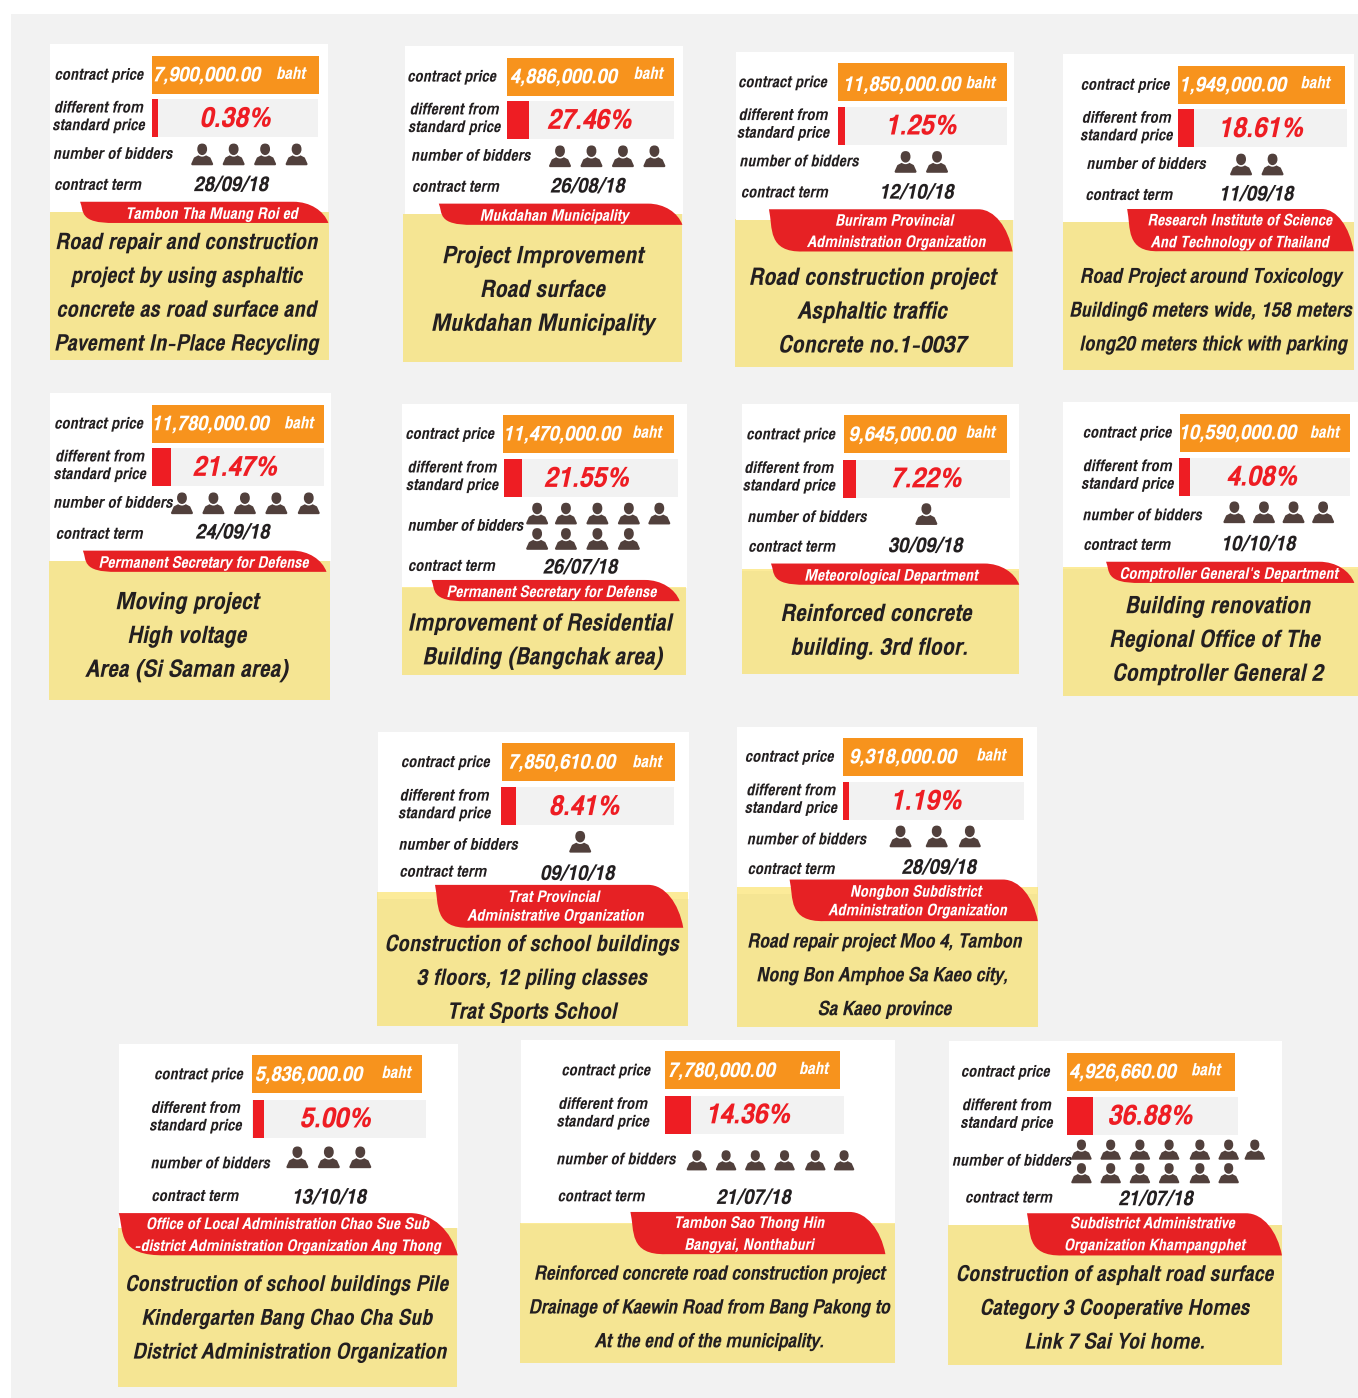 contract price 7,900,000.00 baht
different from
standard price 0.38%
number of bidders
contract term 28/09/18
Tambon Tha Muang Roi ed
Road repair and construction
project by using asphaltic
concrete as road surface and
Pavement In-Place Recycling
contract price 4,886,000.00 baht
different from
standard price 27.46%
number of bidders
contract term 26/08/18
Mukdahan Municipality
Project Improvement
Road surface
Mukdahan Municipality
contract price 11,850,000.00 baht
different from
standard price 1.25%
number of bidders
contract term 12/10/18
Buriram Provincial
Administration Organization
Road construction project
Asphaltic traffic
Concrete no.1-0037
contract price 1,949,000.00 baht
different from
standard price 18.61%
number of bidders
contract term 11/09/18
Research Institute of Science
And Technology of Thailand
Road Project around Toxicology
Building6 meters wide, 158 meters
long20 meters thick with parking
contract price 11,780,000.00 baht
different from
standard price 21.47%
number of bidders
contract term 24/09/18
Permanent Secretary for Defense
Moving project
High voltage
Area (Si Saman area)
contract price 11,470,000.00 baht
different from
standard price 21.55%
number of bidders
contract term 26/07/18
Permanent Secretary for Defense
Improvement of Residential
Building (Bangchak area)
contract price 9,645,000.00 baht
different from
standard price 7.22%
number of bidders
contract term 30/09/18
Meteorological Department
Reinforced concrete
building. 3rd floor.
contract price 10,590,000.00 baht
different from
standard price 4.08%
number of bidders
contract term 10/10/18
Comptroller General's Department
Building renovation
Regional Office of The
Comptroller General 2
contract price 7,850,610.00 baht
different from
standard price 8.41%
number of bidders
contract term 09/10/18
Trat Provincial
Administrative Organization
Construction of school buildings
3 floors, 12 piling classes
Trat Sports School
contract price 9,318,000.00 baht
different from
standard price 1.19%
number of bidders
contract term 28/09/18
Nongbon Subdistrict
Administration Organization
Road repair project Moo 4, Tambon
Nong Bon Amphoe Sa Kaeo city,
Sa Kaeo province
contract price 5,836,000.00 baht
different from
standard price 5.00%
number of bidders
contract term 13/10/18
Office of Local Administration Chao Sue Sub
-district Administration Organization Ang Thong
Construction of school buildings Pile
Kindergarten Bang Chao Cha Sub
District Administration Organization
contract price 7,780,000.00 baht
different from
standard price 14.36%
number of bidders
contract term 21/07/18
Tambon Sao Thong Hin
Bangyai, Nonthaburi
Reinforced concrete road construction project
Drainage of Kaewin Road from Bang Pakong to
At the end of the municipality.
contract price 4,926,660.00 baht
different from
standard price 36.88%
number of bidders
contract term 21/07/18
Subdistrict Administrative
Organization Khampangphet
Construction of asphalt road surface
Category 3 Cooperative Homes
Link 7 Sai Yoi home.